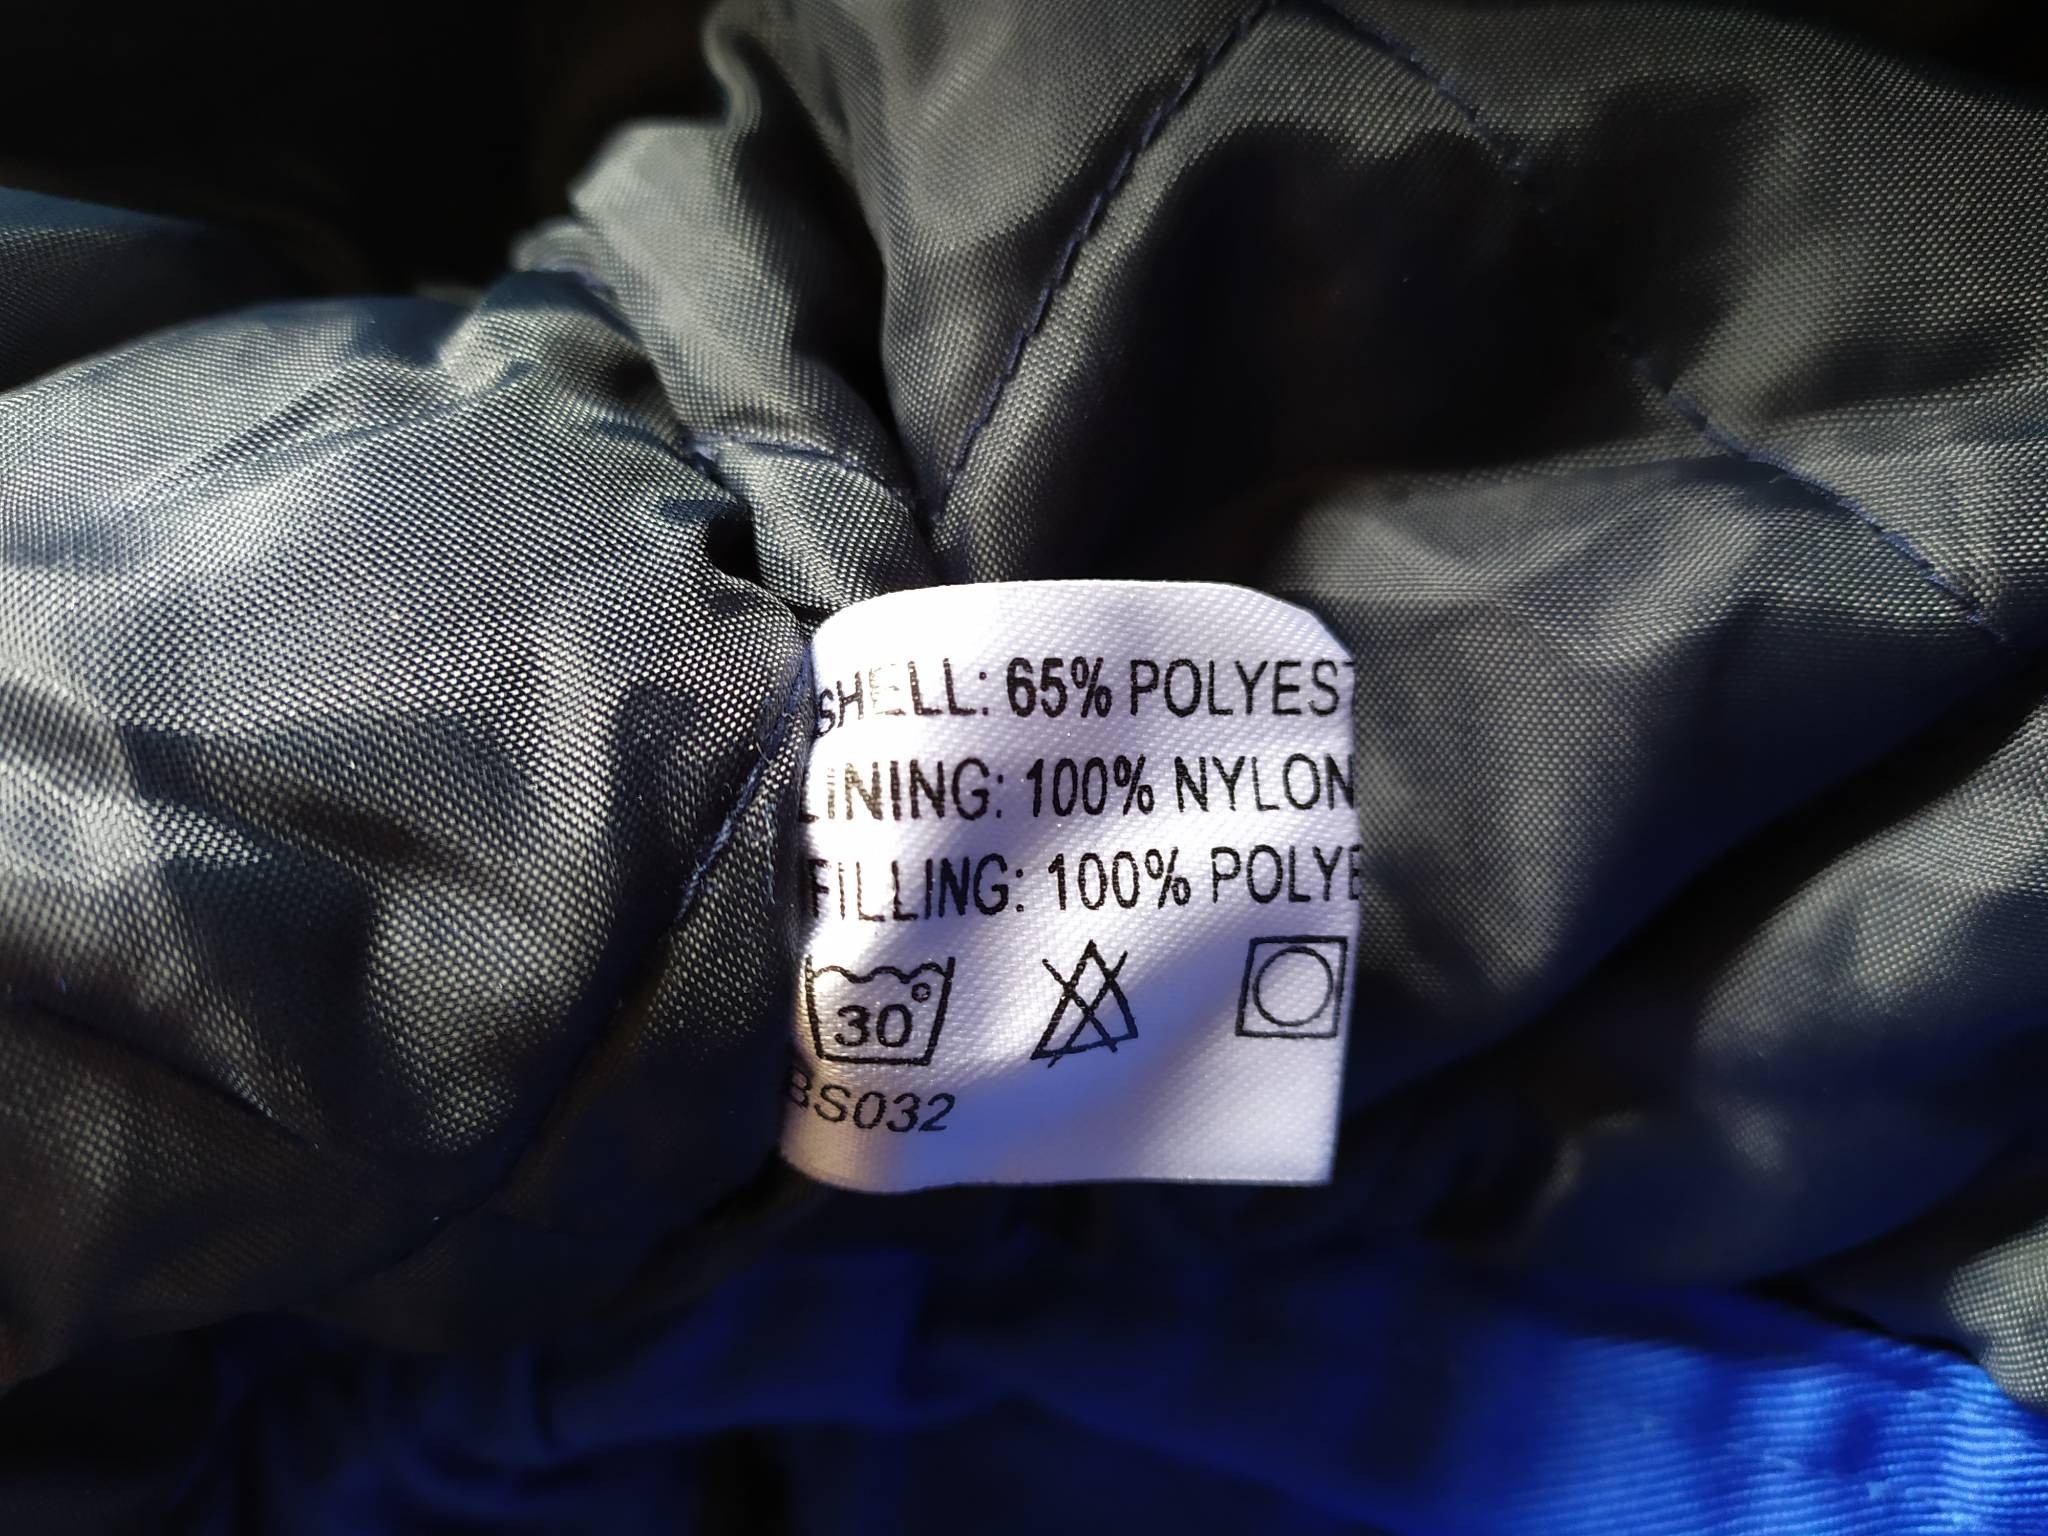 SHELL: 65% POLYEST
LINING: 100% NYLON
FILLING: 100% POLYE
30°
BS032